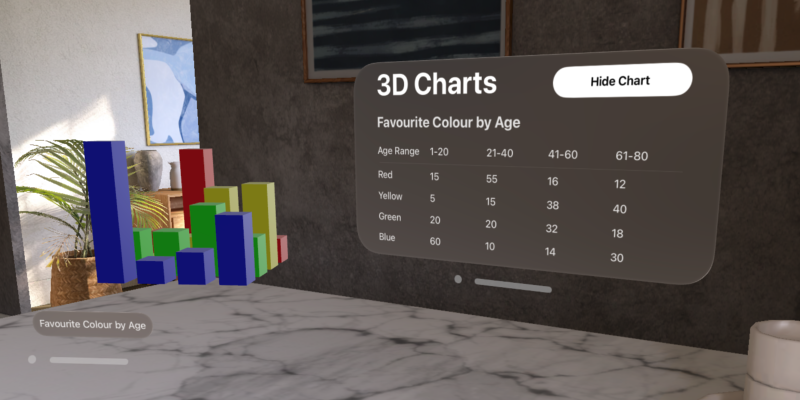 3D Charts
Hide Chart
Favourite Colour by Age
Age Range 1-20 21-40 41-60 61-80
Red 15 55 16 12
Yellow 5 15 38 40
Green 20 20 32 18
Blue 60 10 14 30
Favourite Colour by Age